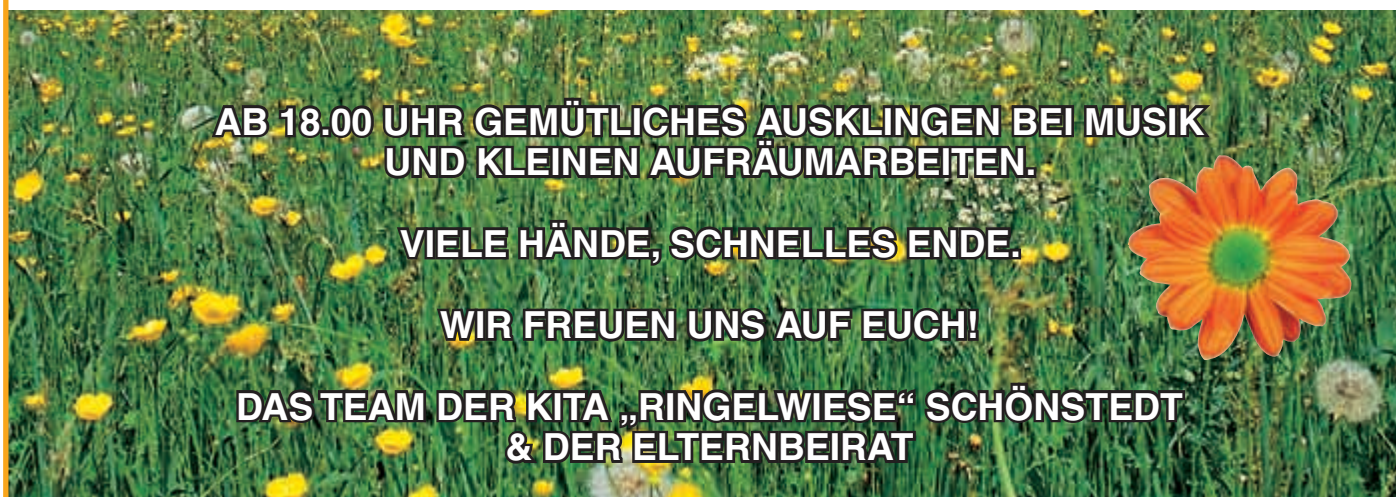 AB 18.00 UHR GEMÜTLICHES AUSKLINGEN BEI MUSIK
UND KLEINEN AUFRÄUMARBEITEN.
VIELE HÄNDE, SCHNELLES ENDE.
WIR FREUEN UNS AUF EUCH!
DAS TEAM DER KITA „RINGELWIESE“ SCHÖNSTEDT
& DER ELTERNBEIRAT